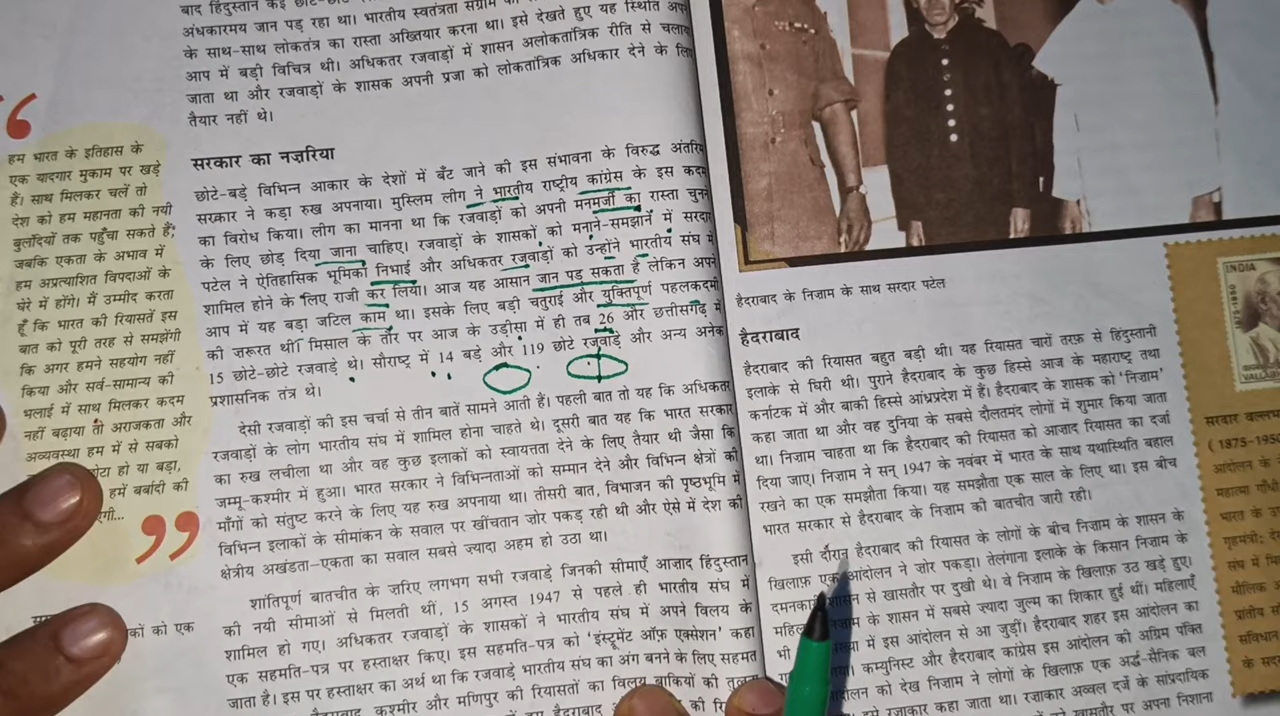 बाद हिंदुस्तान कई छोटे-छोटे
अंधकारमय जान पड़ रहा था। भारतीय स्वतंत्रता संग्राम का
के साथ-साथ लोकतंत्र का रास्ता अख्तियार करना था। इसे देखते हुए यह स्थिति अपने
आप में बड़ी विचित्र थी। अधिकतर रजवाड़ों में शासन अलोकतांत्रिक रीति से चलाया
जाता था और रजवाड़ों के शासक अपनी प्रजा को लोकतांत्रिक अधिकार देने के लिए
तैयार नहीं थे।
हम भारत के इतिहास के
एक यादगार मुकाम पर खड़े
हैं। साथ मिलकर चलें तो
देश को हम महानता की नयी
बुलंदियों तक पहुँचा सकते हैं;
जबकि एकता के अभाव में
हम अप्रत्याशित विपदाओं के
घेरे में होंगे। मैं उम्मीद करता
हूँ कि भारत की रियासतें इस
बात को पूरी तरह से समझेंगी
कि अगर हमने सहयोग नहीं
किया और सर्व-सामान्य की
भलाई में साथ मिलकर कदम
नहीं बढ़ाया तो अराजकता और
अव्यवस्था हम में से सबको
हो या बड़ा,
हमें बर्बादी की
कों को एक
सरकार का नज़रिया
छोटे-बड़े विभिन्न आकार के देशों में बँट जाने की इस संभावना के विरुद्ध अंतरिम
सरकार ने कड़ा रुख अपनाया। मुस्लिम लीग ने भारतीय राष्ट्रीय कांग्रेस के इस कदम
का विरोध किया। लीग का मानना था कि रजवाड़ों को अपनी मनमर्जी का रास्ता चुनने
के लिए छोड़ दिया जाना चाहिए। रजवाड़ों के शासकों को मनाने-समझाने में सरदार
पटेल ने ऐतिहासिक भूमिका निभाई और अधिकतर रजवाड़ों को उन्होंने भारतीय संघ में
शामिल होने के लिए राजी कर लिया। आज यह आसान जान पड़ सकता है लेकिन अपने
आप में यह बड़ा जटिल काम था। इसके लिए बड़ी चतुराई और युक्तिपूर्ण पहलकदमी
की ज़रूरत थी। मिसाल के तौर पर आज के उड़ीसा में ही तब 26 और छत्तीसगढ़ में
15 छोटे-छोटे रजवाड़े थे। सौराष्ट्र में 14 बड़े और 119 छोटे रजवाड़े और अन्य अनेक
प्रशासनिक तंत्र थे।
देसी रजवाड़ों की इस चर्चा से तीन बातें सामने आती हैं। पहली बात तो यह कि अधिकतर
रजवाड़ों के लोग भारतीय संघ में शामिल होना चाहते थे। दूसरी बात यह कि भारत सरकार
का रुख लचीला था और वह कुछ इलाकों को स्वायत्तता देने के लिए तैयार थी जैसा कि
जम्मू-कश्मीर में हुआ। भारत सरकार ने विभिन्नताओं को सम्मान देने और विभिन्न क्षेत्रों की
माँगों को संतुष्ट करने के लिए यह रुख अपनाया था। तीसरी बात, विभाजन की पृष्ठभूमि में
विभिन्न इलाकों के सीमांकन के सवाल पर खींचतान ज़ोर पकड़ रही थी और ऐसे में देश की
क्षेत्रीय अखंडता-एकता का सवाल सबसे ज्यादा अहम हो उठा था।
शांतिपूर्ण बातचीत के ज़रिए लगभग सभी रजवाड़े जिनकी सीमाएँ आज़ाद हिंदुस्तान
की नयी सीमाओं से मिलती थीं, 15 अगस्त 1947 से पहले ही भारतीय संघ में
शामिल हो गए। अधिकतर रजवाड़ों के शासकों ने भारतीय संघ में अपने विलय के
एक सहमति-पत्र पर हस्ताक्षर किए। इस सहमति-पत्र को 'इंस्ट्रूमेंट ऑफ़ एक्सेशन' कहा
जाता है। इस पर हस्ताक्षर का अर्थ था कि रजवाड़े भारतीय संघ का अंग बनने के लिए सहमत
कश्मीर और मणिपुर की रियासतों का विलय बाकियों की तुलना
हैदराबाद के निजाम के साथ सरदार पटेल
हैदराबाद
हैदराबाद की रियासत बहुत बड़ी थी। यह रियासत चारों तरफ़ से हिंदुस्तानी
इलाके से घिरी थी। पुराने हैदराबाद के कुछ हिस्से आज के महाराष्ट्र तथा
कर्नाटक में और बाकी हिस्से आंध्रप्रदेश में हैं। हैदराबाद के शासक को 'निज़ाम'
कहा जाता था और वह दुनिया के सबसे दौलतमंद लोगों में शुमार किया जाता
था। निज़ाम चाहता था कि हैदराबाद की रियासत को आज़ाद रियासत का दर्जा
दिया जाए। निज़ाम ने सन् 1947 के नवंबर में भारत के साथ यथास्थिति बहाल
रखने का एक समझौता किया। यह समझौता एक साल के लिए था। इस बीच
भारत सरकार से हैदराबाद के निज़ाम की बातचीत जारी रही।
इसी दौरान हैदराबाद की रियासत के लोगों के बीच निज़ाम के शासन के
खिलाफ़ एक आंदोलन ने ज़ोर पकड़ा। तेलंगाना इलाके के किसान निज़ाम के
दमनकारी शासन से खासतौर पर दुखी थे। वे निज़ाम के खिलाफ़ उठ खड़े हुए।
निज़ाम के शासन में सबसे ज्यादा जुल्म का शिकार हुई थीं। महिलाएँ
भी में इस आंदोलन से आ जुड़ीं। हैदराबाद शहर इस आंदोलन का
कम्युनिस्ट और हैदराबाद कांग्रेस इस आंदोलन की अग्रिम पंक्ति
को देख निज़ाम ने लोगों के खिलाफ़ एक अर्द्ध-सैनिक बल
रज़ाकार कहा जाता था। रज़ाकार अव्वल दर्जे के सांप्रदायिक
पर अपना निशाना
INDIA
1875-1950
(1875-1950